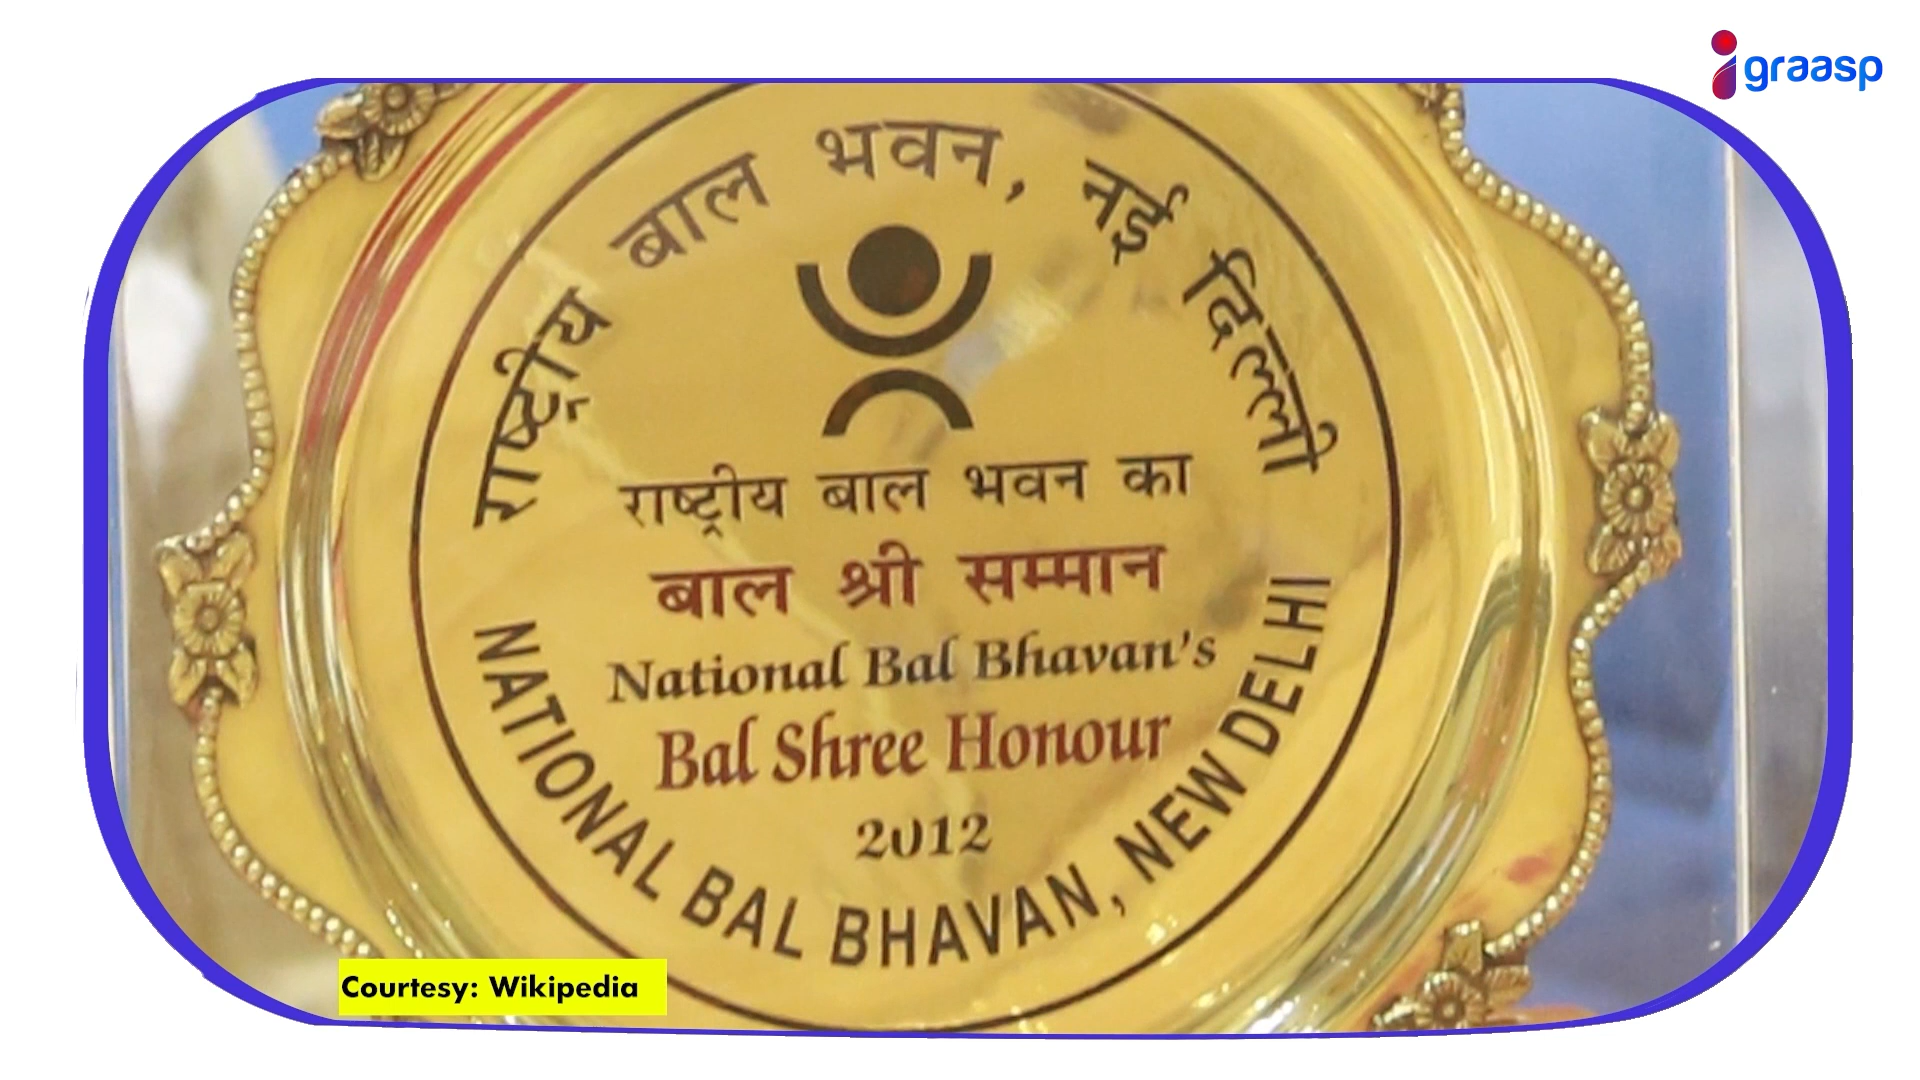 graasp
राष्ट्रीय बाल भवन, नई दिल्ली
राष्ट्रीय बाल भवन का
बाल श्री सम्मान
National Bal Bhavan's
Bal Shree Honour
2012
NATIONAL BAL BHAVAN, NEW DELHI
Courtesy: Wikipedia